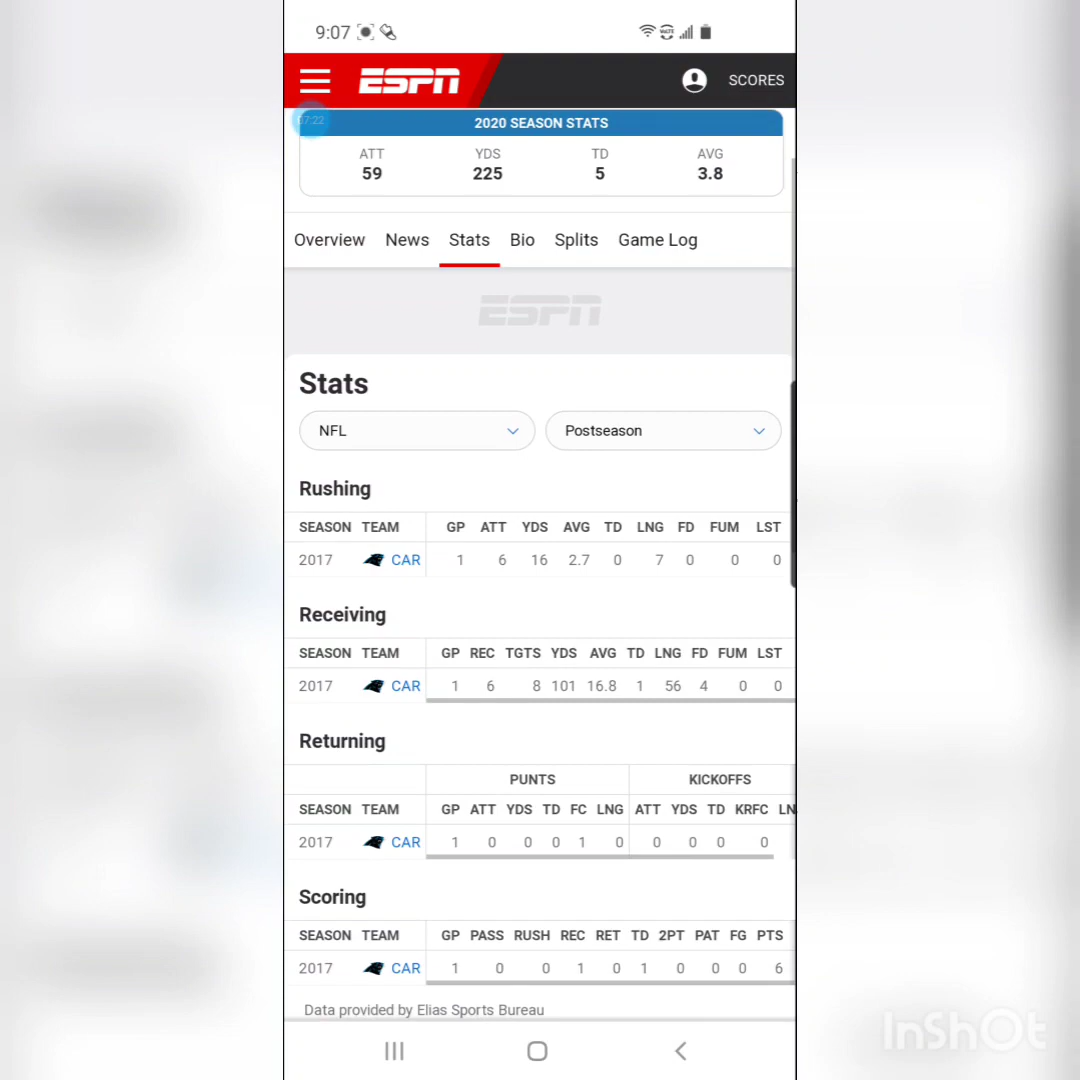 9:07
ESPN SCORES
07:22
2020 SEASON STATS
ATT YDS TD AVG
59 225 5 3.8
Overview News Stats Bio Splits Game Log
ESPN
Stats
NFL Postseason
Rushing
SEASON TEAM GP ATT YDS AVG TD LNG FD FUM LST
2017 CAR 1 6 16 2.7 0 7 0 0 0
Receiving
SEASON TEAM GP REC TGTS YDS AVG TD LNG FD FUM LST
2017 CAR 1 6 8 101 16.8 1 56 4 0 0
Returning
PUNTS KICKOFFS
SEASON TEAM GP ATT YDS TD FC LNG ATT YDS TD KRFC LN
2017 CAR 1 0 0 0 1 0 0 0 0 0
Scoring
SEASON TEAM GP PASS RUSH REC RET TD 2PT PAT FG PTS
2017 CAR 1 0 0 1 0 1 0 0 0 6
Data provided by Elias Sports Bureau
InShOt